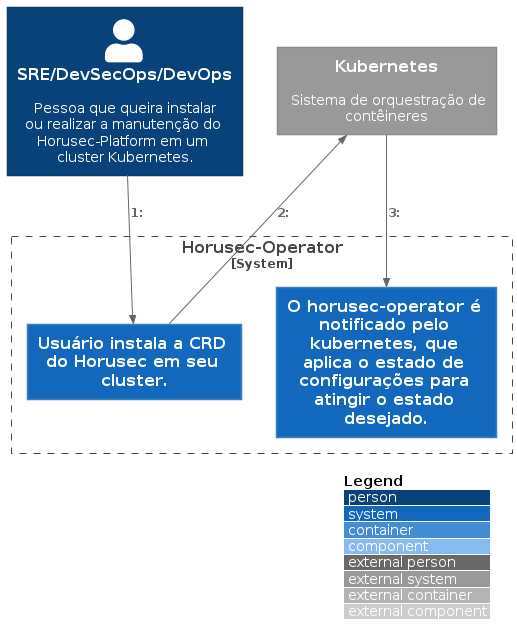 SRE/DevSecOps/DevOps
Pessoa que queira instalar
ou realizar a manutenção do
Horusec-Platform em um
cluster Kubernetes.
Kubernetes
Sistema de orquestração de
contêineres
1:
2:
3:
Horusec-Operator
[System]
Usuário instala a CRD
do Horusec em seu
cluster.
O horusec-operator é
notificado pelo
kubernetes, que
aplica o estado de
configurações para
atingir o estado
desejado.
Legend
person
system
container
component
external person
external system
external container
external component